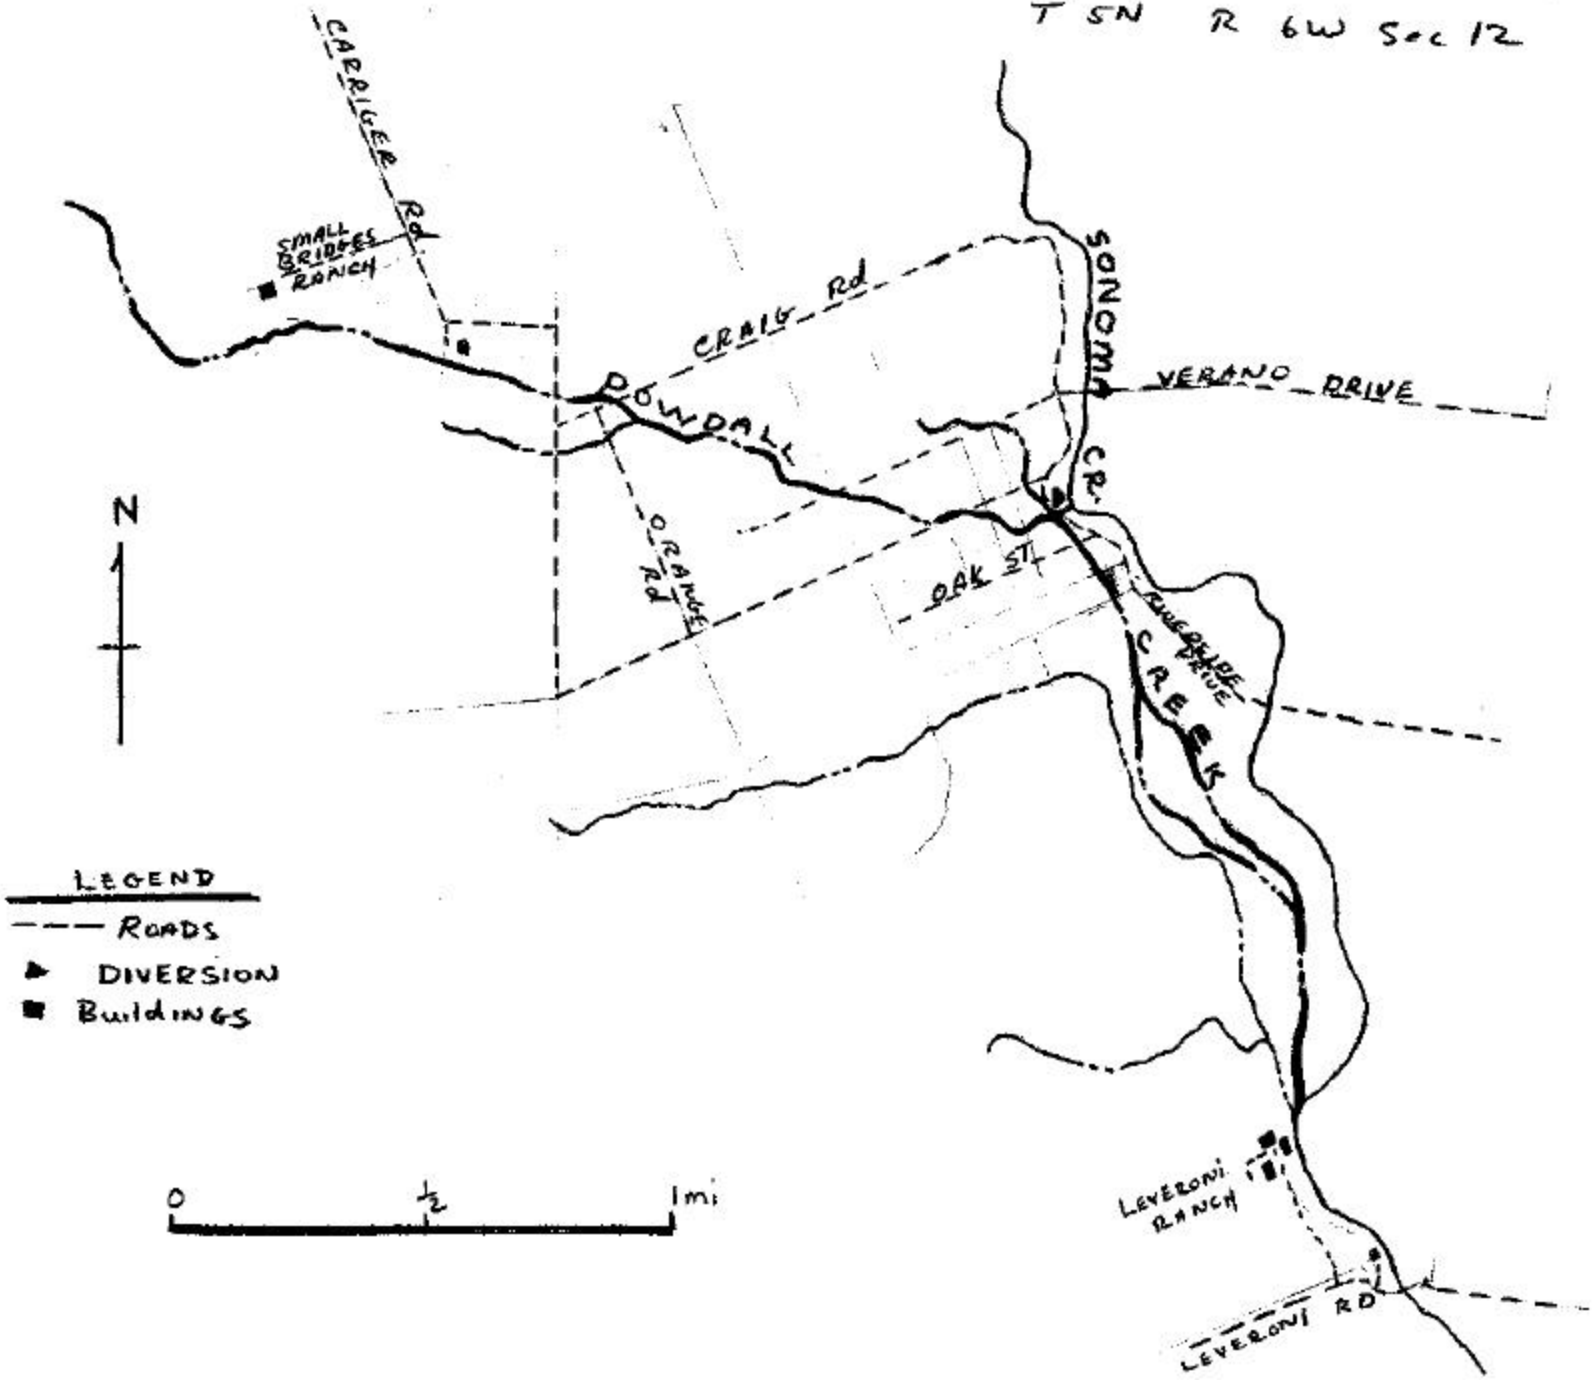 T 5N R 6W Sec 12
CARRIGER Rd
SMALL
BRIDGES
RANCH
CRAIG Rd
SONOMA CR.
VERANO DRIVE
DOWDALL CREEK
N
ORANGE
Rd
OAK ST
RIVERSIDE
DRIVE
LEGEND
ROADS
DIVERSION
BuildINGS
0 ½ 1mi
LEVERONI
RANCH
LEVERONI RD